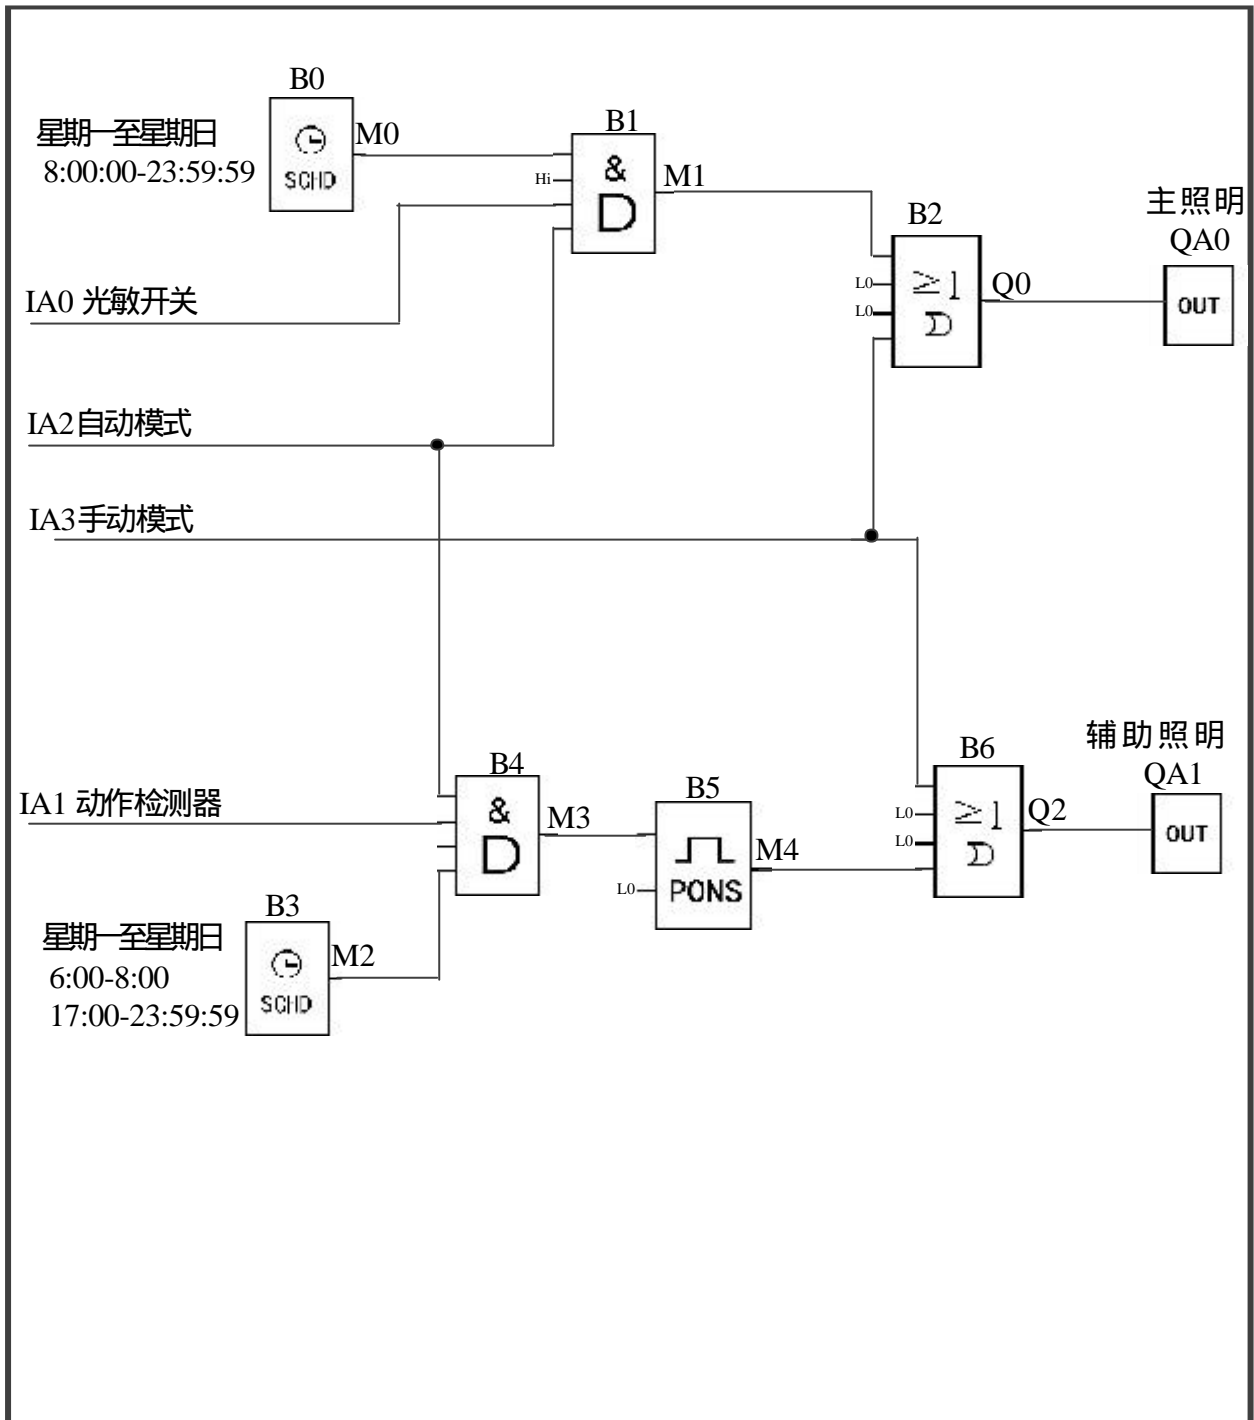 B0
星期一至星期日
8:00:00-23:59:59
SCHD
M0
B1
&
Hi
M1
B2
主照明
QA0
IA0 光敏开关
L0
≥1
L0
Q0
OUT
IA2自动模式
IA3手动模式
辅助照明
QA1
B4
B5
B6
IA1 动作检测器
&
M3
L0
≥1
Q2
OUT
L0
M4
L0
PONS
B3
星期一至星期日
6:00-8:00
17:00-23:59:59
SCHD
M2